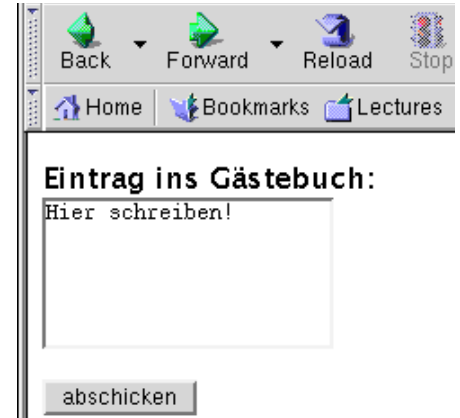 Back Forward Reload Stop
Home Bookmarks Lectures
Eintrag ins Gästebuch:
Hier schreiben!
abschicken